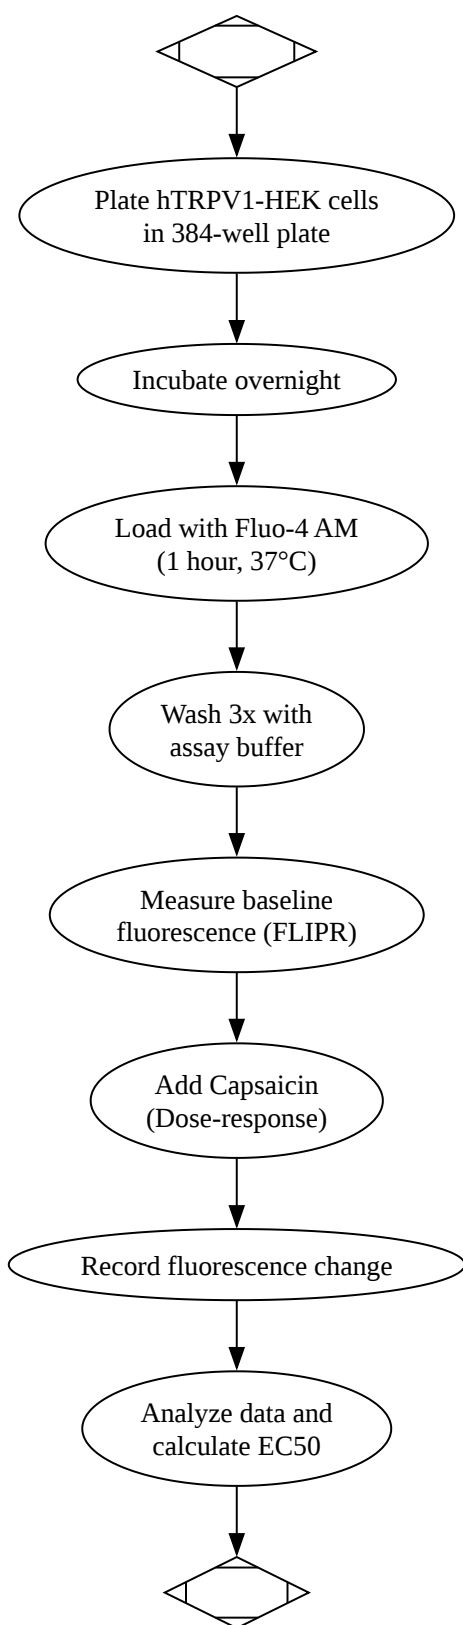 Plate hTRPV1-HEK cells
in 384-well plate
Incubate overnight
Load with Fluo-4 AM
(1 hour, 37°C)
Wash 3x with
assay buffer
Measure baseline
fluorescence (FLIPR)
Add Capsaicin
(Dose-response)
Record fluorescence change
Analyze data and
calculate EC50